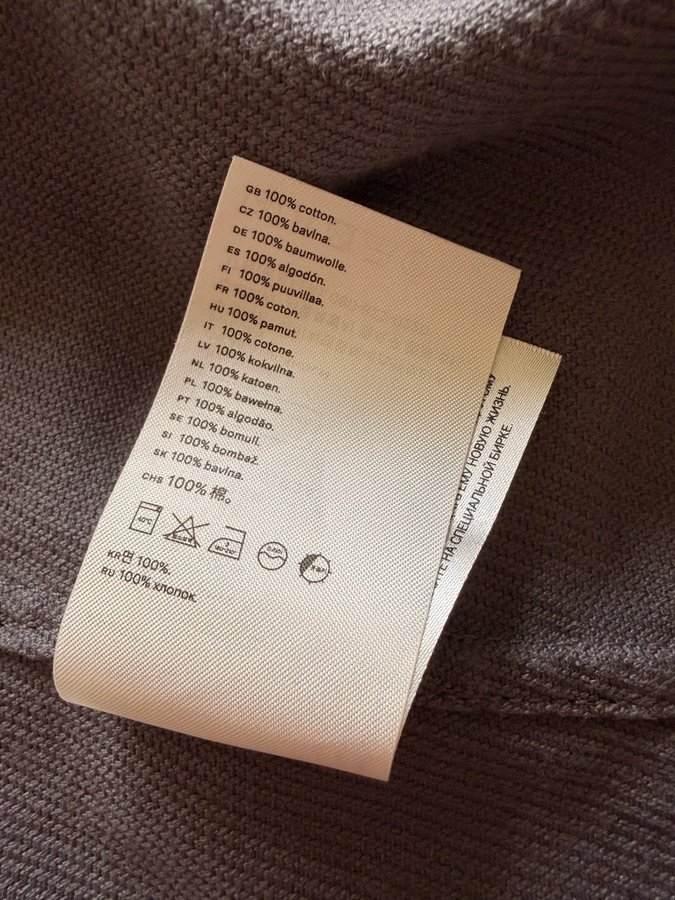 GB 100% cotton.
CZ 100% bavlna.
DE 100% baumwolle.
ES 100% algodón.
FI 100% puuvillaa.
FR 100% coton.
HU 100% pamut.
IT 100% cotone.
LV 100% kokvilna.
NL 100% katoen.
PL 100% bawełna.
PT 100% algodão.
SE 100% bomull.
SI 100% bombaž.
SK 100% bavlna.
CHS 100% 棉。
40°C
KR 면 100%.
RU 100% хлопок.
ЕМУ НОВУЮ ЖИЗНЬ.
НА СПЕЦИАЛЬНОЙ БИРКЕ.